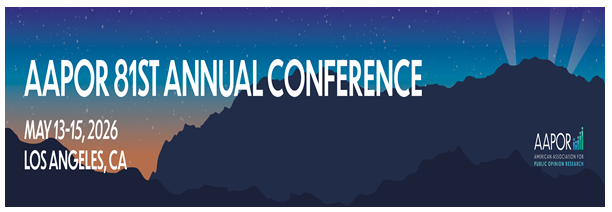 AAPOR 81ST ANNUAL CONFERENCE
MAY 13-15, 2026
LOS ANGELES, CA
AAPOR
AMERICAN ASSOCIATION FOR
PUBLIC OPINION RESEARCH